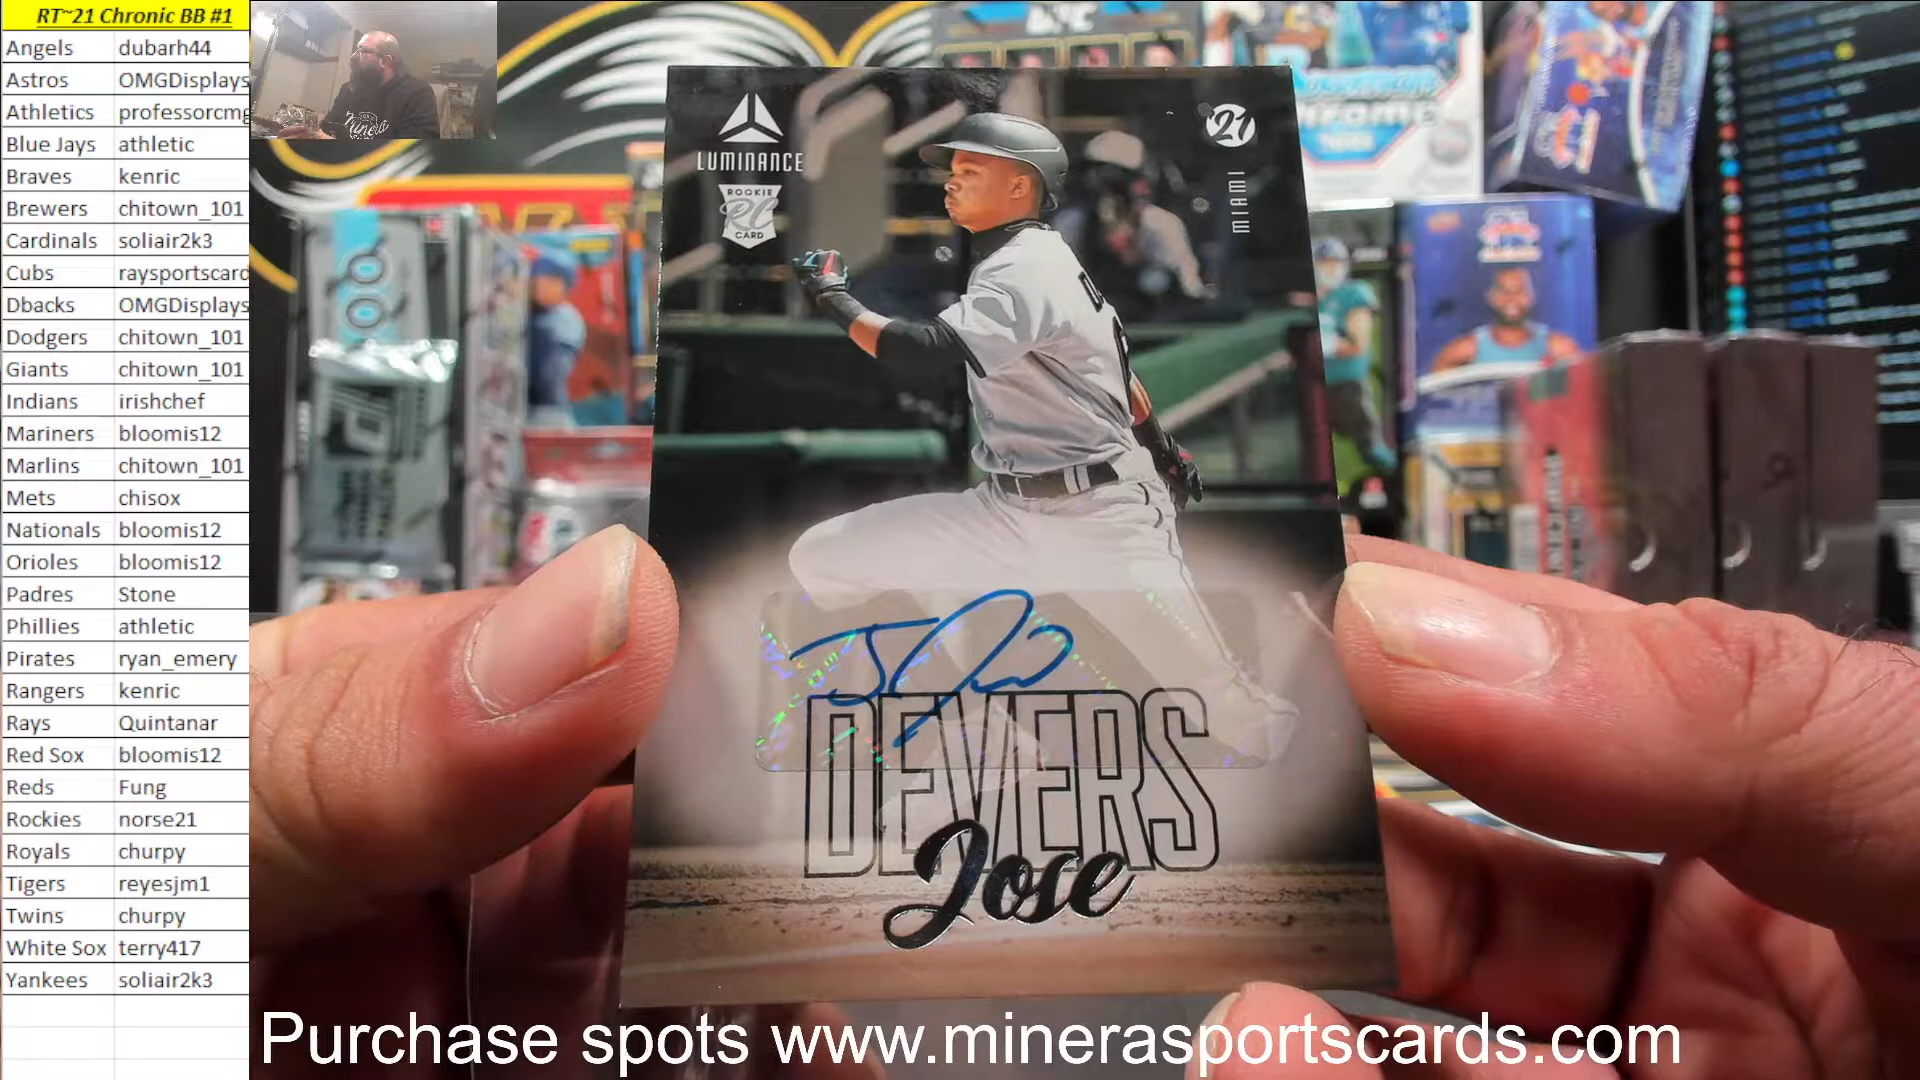 RT~21 Chronic BB #1
Angels dubarh44
Astros OMGDisplays
Athletics professorcmg
Blue Jays athletic
Braves kenric
Brewers chitown_101
Cardinals soliair2k3
Cubs raysportscard
Dbacks OMGDisplays
Dodgers chitown_101
Giants chitown_101
Indians irishchef
Mariners bloomis12
Marlins chitown_101
Mets chisox
Nationals bloomis12
Orioles bloomis12
Padres Stone
Phillies athletic
Pirates ryan_emery
Rangers kenric
Rays Quintanar
Red Sox bloomis12
Reds Fung
Rockies norse21
Royals churpy
Tigers reyesjm1
Twins churpy
White Sox terry417
Yankees soliair2k3
LUMINANCE
ROOKIE
RC
CARD
21
MIAMI
DEVERS
Jose
Purchase spots www.minerasportscards.com